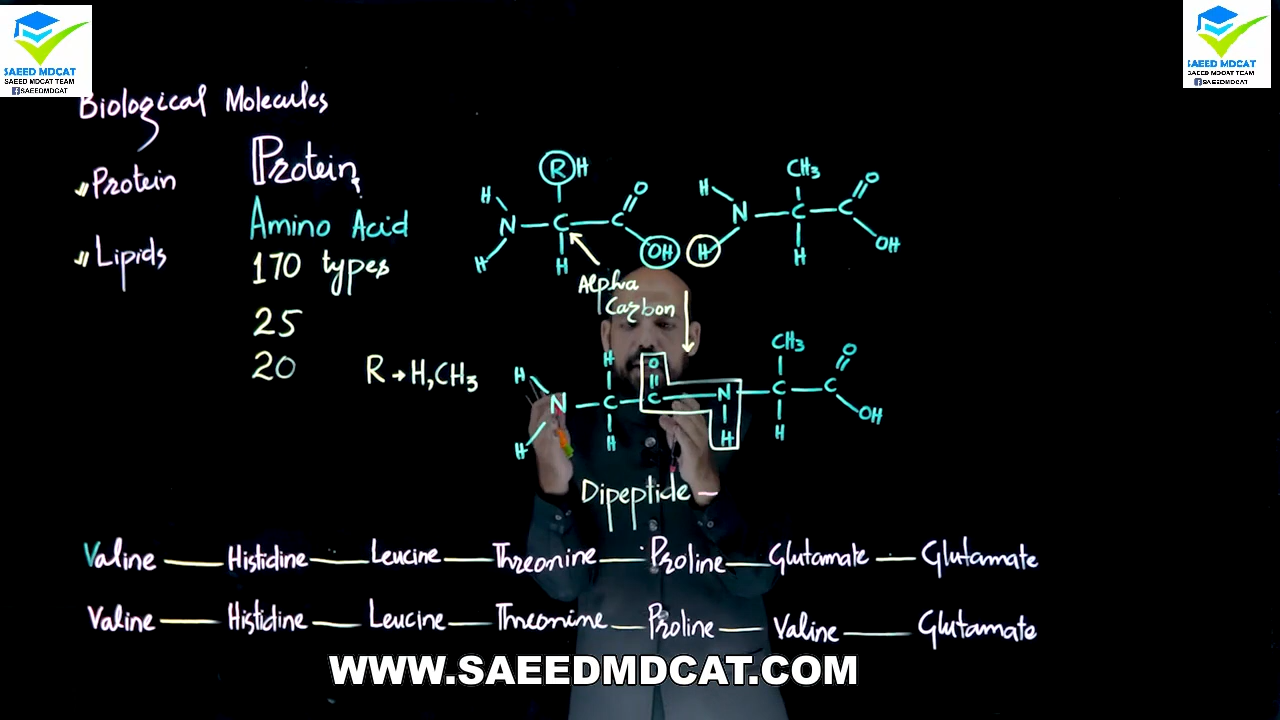 SAEED MDCAT
SAEED MDCAT TEAM
f SAEEDMDCAT
SAEED MDCAT
SAEED MDCAT TEAM
f SAEEDMDCAT
Biological Molecules
Protein
Lipids
Protein
Amino Acid
170 types
25
20
R → H, CH3
R H
H
N
H
C
H
C
O
OH
Alpha
Carbon
H
N
H
CH3
C
H
C
O
OH
H
N
H
H
C
H
O
C
N
H
CH3
C
H
C
O
OH
Dipeptide -
Valine — Histidine — Leucine — Threonine — Proline — Glutamate — Glutamate
Valine — Histidine — Leucine — Threonine — Proline — Valine — Glutamate
WWW.SAEEDMDCAT.COM